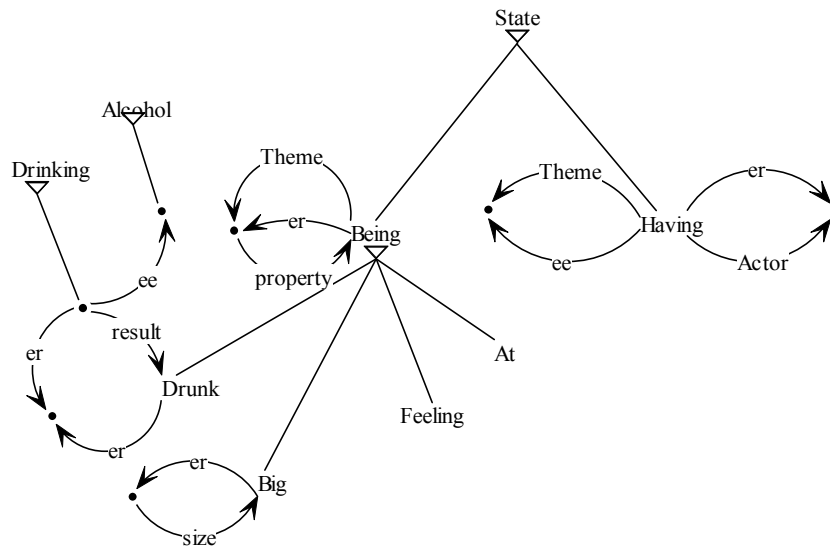 State
Alcohol
Drinking
Theme
er
Being
property
Theme
er
ee
Having
Actor
ee
result
er
Drunk
er
At
Feeling
er
Big
size